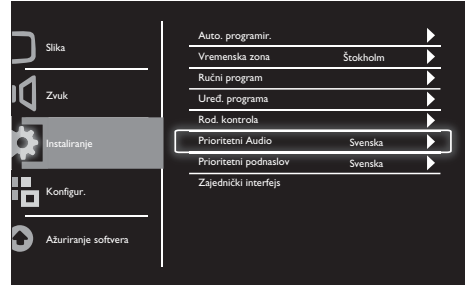 Slika
Zvuk
Instaliranje
Konfigur.
Ažuriranje softvera
Auto. programir.
Vremenska zona Štokholm
Ručni program
Uređ. programa
Rod. kontrola
Prioritetni Audio Svenska
Prioritetni podnaslov Svenska
Zajednički interfejs